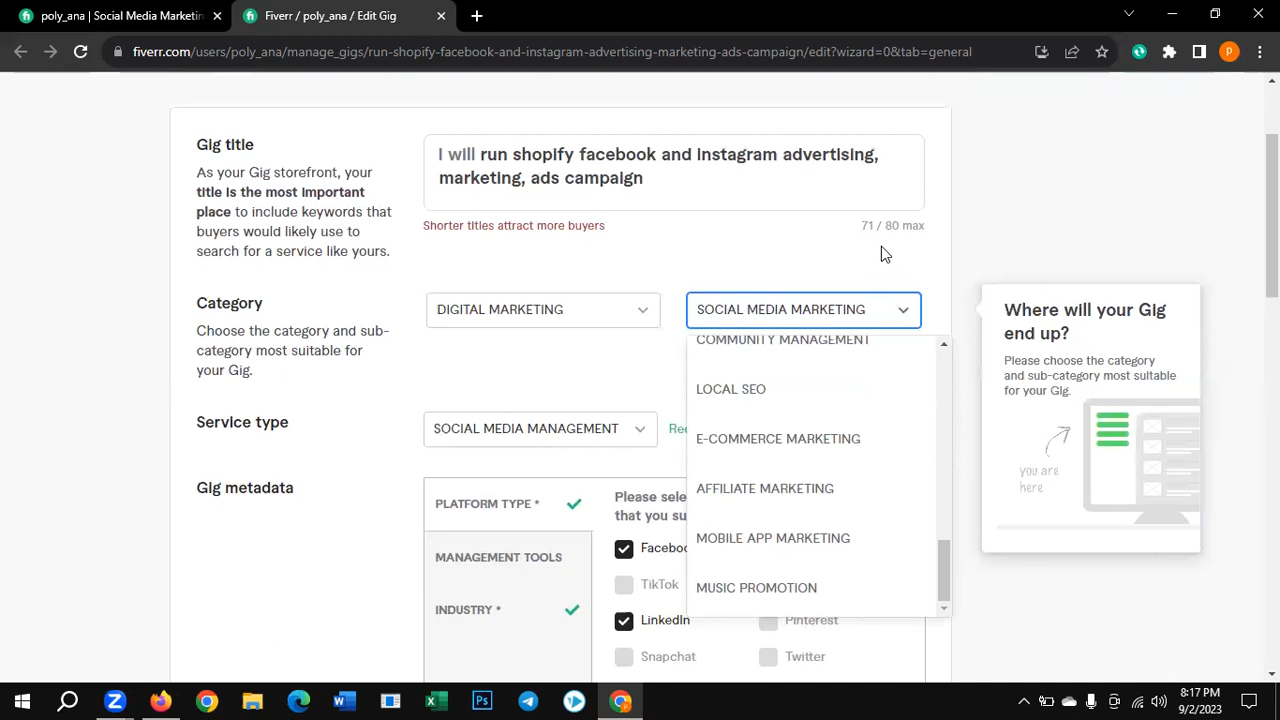 poly_ana | Social Media Marketin
Fiverr / poly_ana / Edit Gig
fiverr.com/users/poly_ana/manage_gigs/run-shopify-facebook-and-instagram-advertising-marketing-ads-campaign/edit?wizard=0&tab=general
p
Gig title
As your Gig storefront, your
title is the most important
place to include keywords that
buyers would likely use to
search for a service like yours.
I will run shopify facebook and instagram advertising,
marketing, ads campaign
Shorter titles attract more buyers
71 / 80 max
Category
Choose the category and sub-
category most suitable for
your Gig.
DIGITAL MARKETING
SOCIAL MEDIA MARKETING
COMMUNITY MANAGEMENT
LOCAL SEO
E-COMMERCE MARKETING
AFFILIATE MARKETING
MOBILE APP MARKETING
MUSIC PROMOTION
Where will your Gig
end up?
Please choose the category
and sub-category most suitable
for your Gig.
you are
here
Service type
SOCIAL MEDIA MANAGEMENT
Gig metadata
PLATFORM TYPE *
MANAGEMENT TOOLS
INDUSTRY *
Please sele
that you su
Faceboo
TikTok
LinkedIn
Pinterest
Snapchat
Twitter
Z
W
X
Ps
8:17 PM
9/2/2023